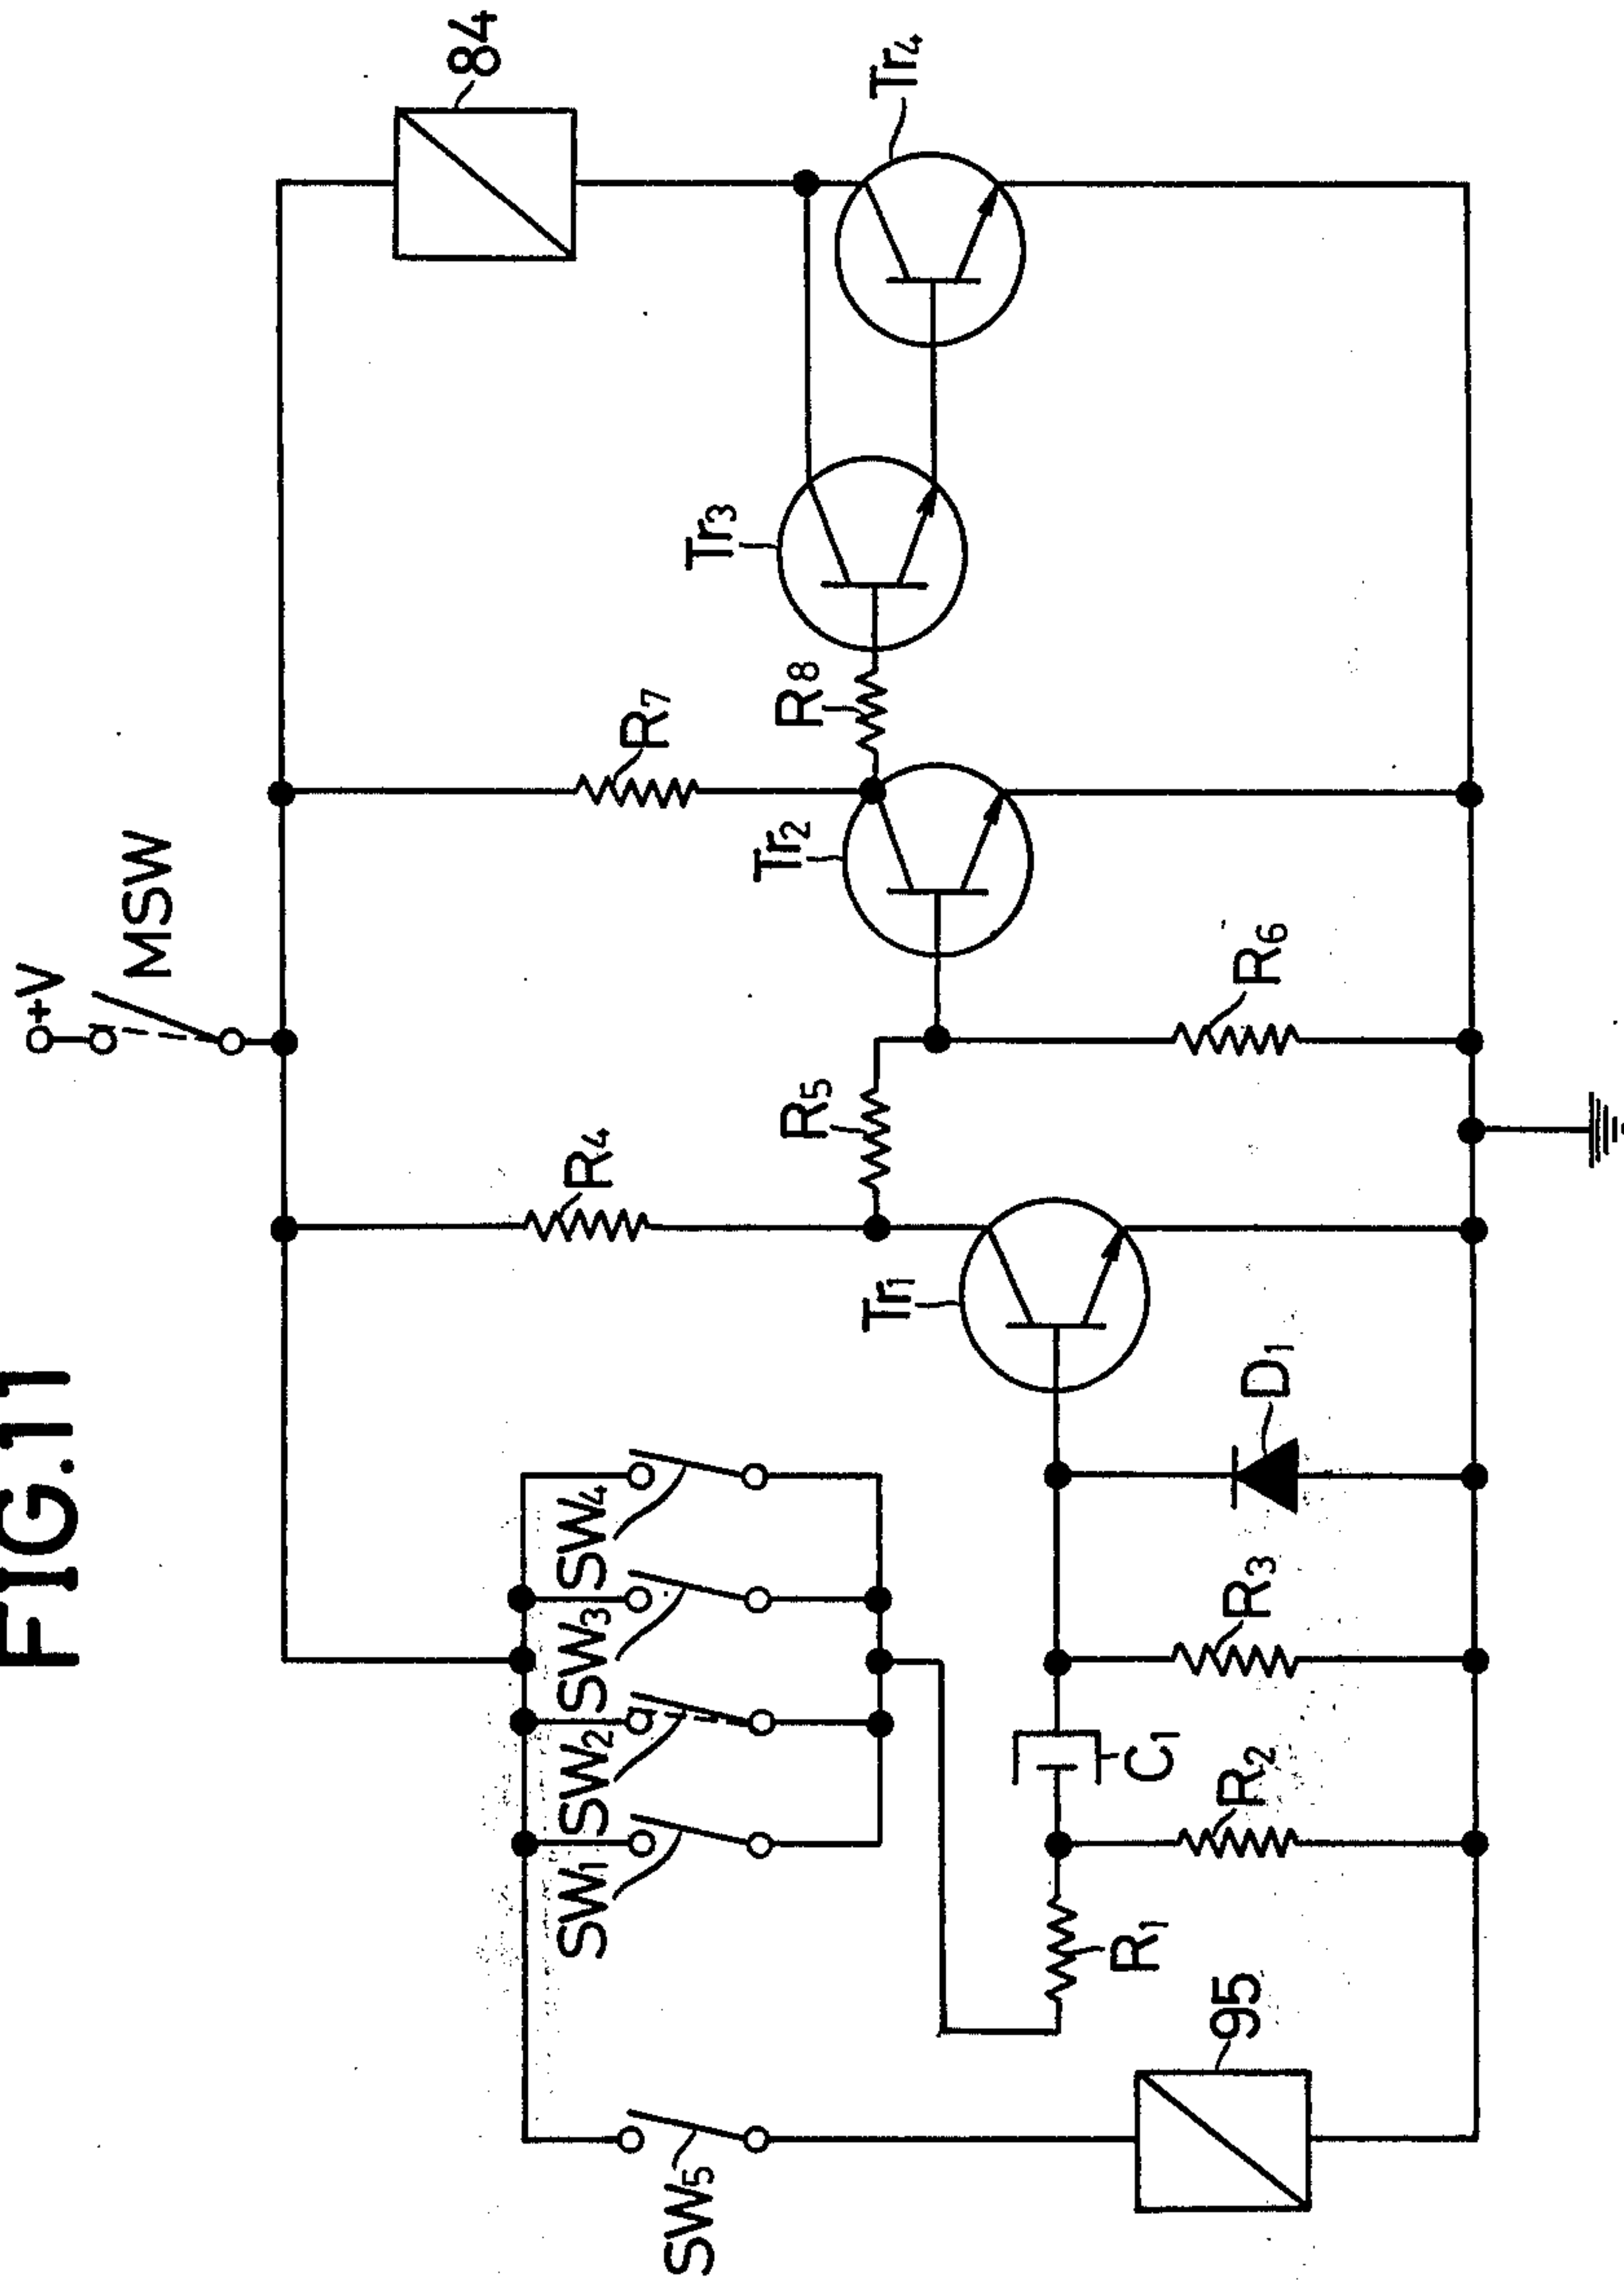 FIG.11
+V
MSW
84
SW1
SW2
SW3
SW4
SW5
R4
R7
R5
R8
Tr1
Tr2
Tr3
Tr4
R1
C1
R2
R3
D1
R6
95